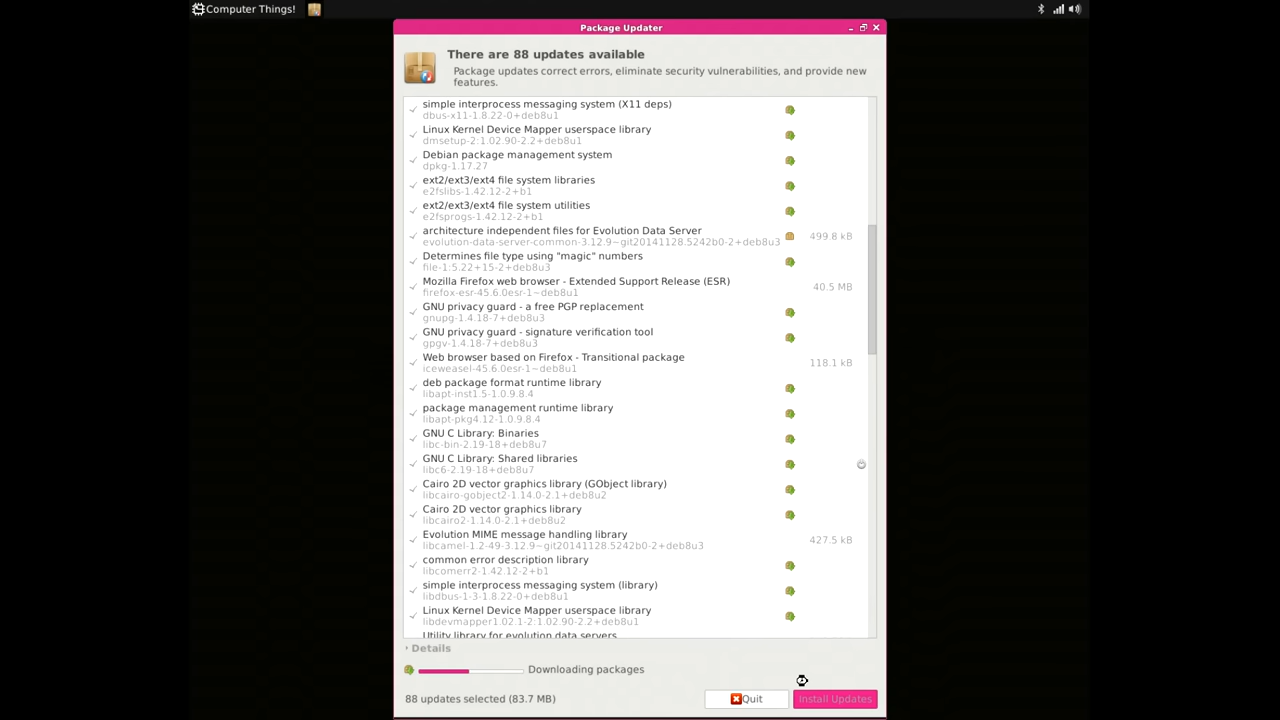 Computer Things!
Package Updater
There are 88 updates available
Package updates correct errors, eliminate security vulnerabilities, and provide new
features.
simple interprocess messaging system (X11 deps)
dbus-x11-1.8.22-0+deb8u1
Linux Kernel Device Mapper userspace library
dmsetup-2:1.02.90-2.2+deb8u1
Debian package management system
dpkg-1.17.27
ext2/ext3/ext4 file system libraries
e2fslibs-1.42.12-2+b1
ext2/ext3/ext4 file system utilities
e2fsprogs-1.42.12-2+b1
architecture independent files for Evolution Data Server
evolution-data-server-common-3.12.9~git20141128.5242b0-2+deb8u3 499.8 kB
Determines file type using "magic" numbers
file-1:5.22+15-2+deb8u3
Mozilla Firefox web browser - Extended Support Release (ESR)
firefox-esr-45.6.0esr-1~deb8u1 40.5 MB
GNU privacy guard - a free PGP replacement
gnupg-1.4.18-7+deb8u3
GNU privacy guard - signature verification tool
gpgv-1.4.18-7+deb8u3
Web browser based on Firefox - Transitional package
iceweasel-45.6.0esr-1~deb8u1 118.1 kB
deb package format runtime library
libapt-inst1.5-1.0.9.8.4
package management runtime library
libapt-pkg4.12-1.0.9.8.4
GNU C Library: Binaries
libc-bin-2.19-18+deb8u7
GNU C Library: Shared libraries
libc6-2.19-18+deb8u7
Cairo 2D vector graphics library (GObject library)
libcairo-gobject2-1.14.0-2.1+deb8u2
Cairo 2D vector graphics library
libcairo2-1.14.0-2.1+deb8u2
Evolution MIME message handling library
libcamel-1.2-49-3.12.9~git20141128.5242b0-2+deb8u3 427.5 kB
common error description library
libcomerr2-1.42.12-2+b1
simple interprocess messaging system (library)
libdbus-1-3-1.8.22-0+deb8u1
Linux Kernel Device Mapper userspace library
libdevmapper1.02.1-2:1.02.90-2.2+deb8u1
Utility library for evolution data servers
Details
Downloading packages
88 updates selected (83.7 MB)
Quit
Install Updates